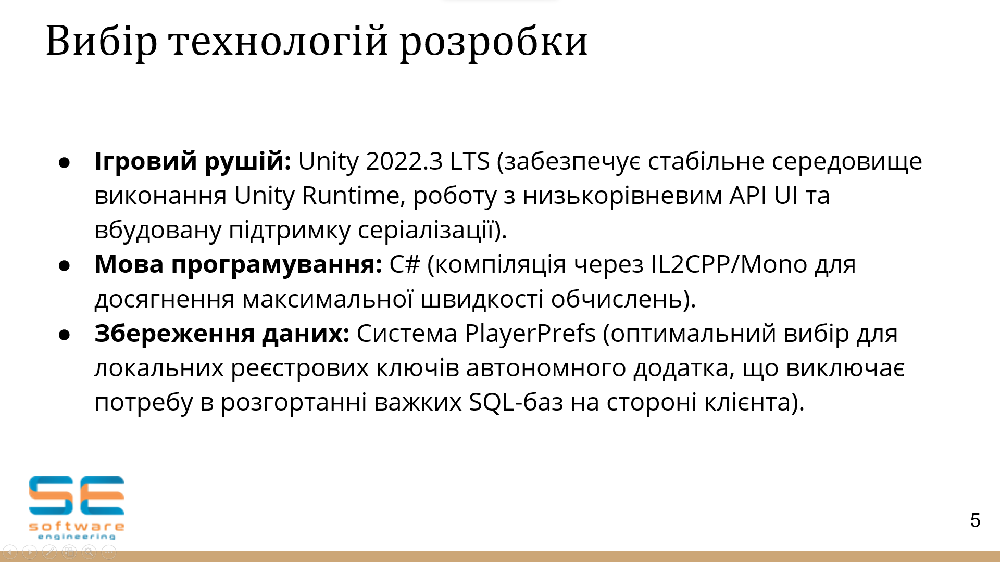 Вибір технологій розробки
● Ігровий рушій: Unity 2022.3 LTS (забезпечує стабільне середовище
виконання Unity Runtime, роботу з низькорівневим API UI та
вбудовану підтримку серіалізації).
● Мова програмування: C# (компіляція через IL2CPP/Mono для
досягнення максимальної швидкості обчислень).
● Збереження даних: Система PlayerPrefs (оптимальний вибір для
локальних реєстрових ключів автономного додатка, що виключає
потребу в розгортанні важких SQL-баз на стороні клієнта).
SE
software
engineering
5